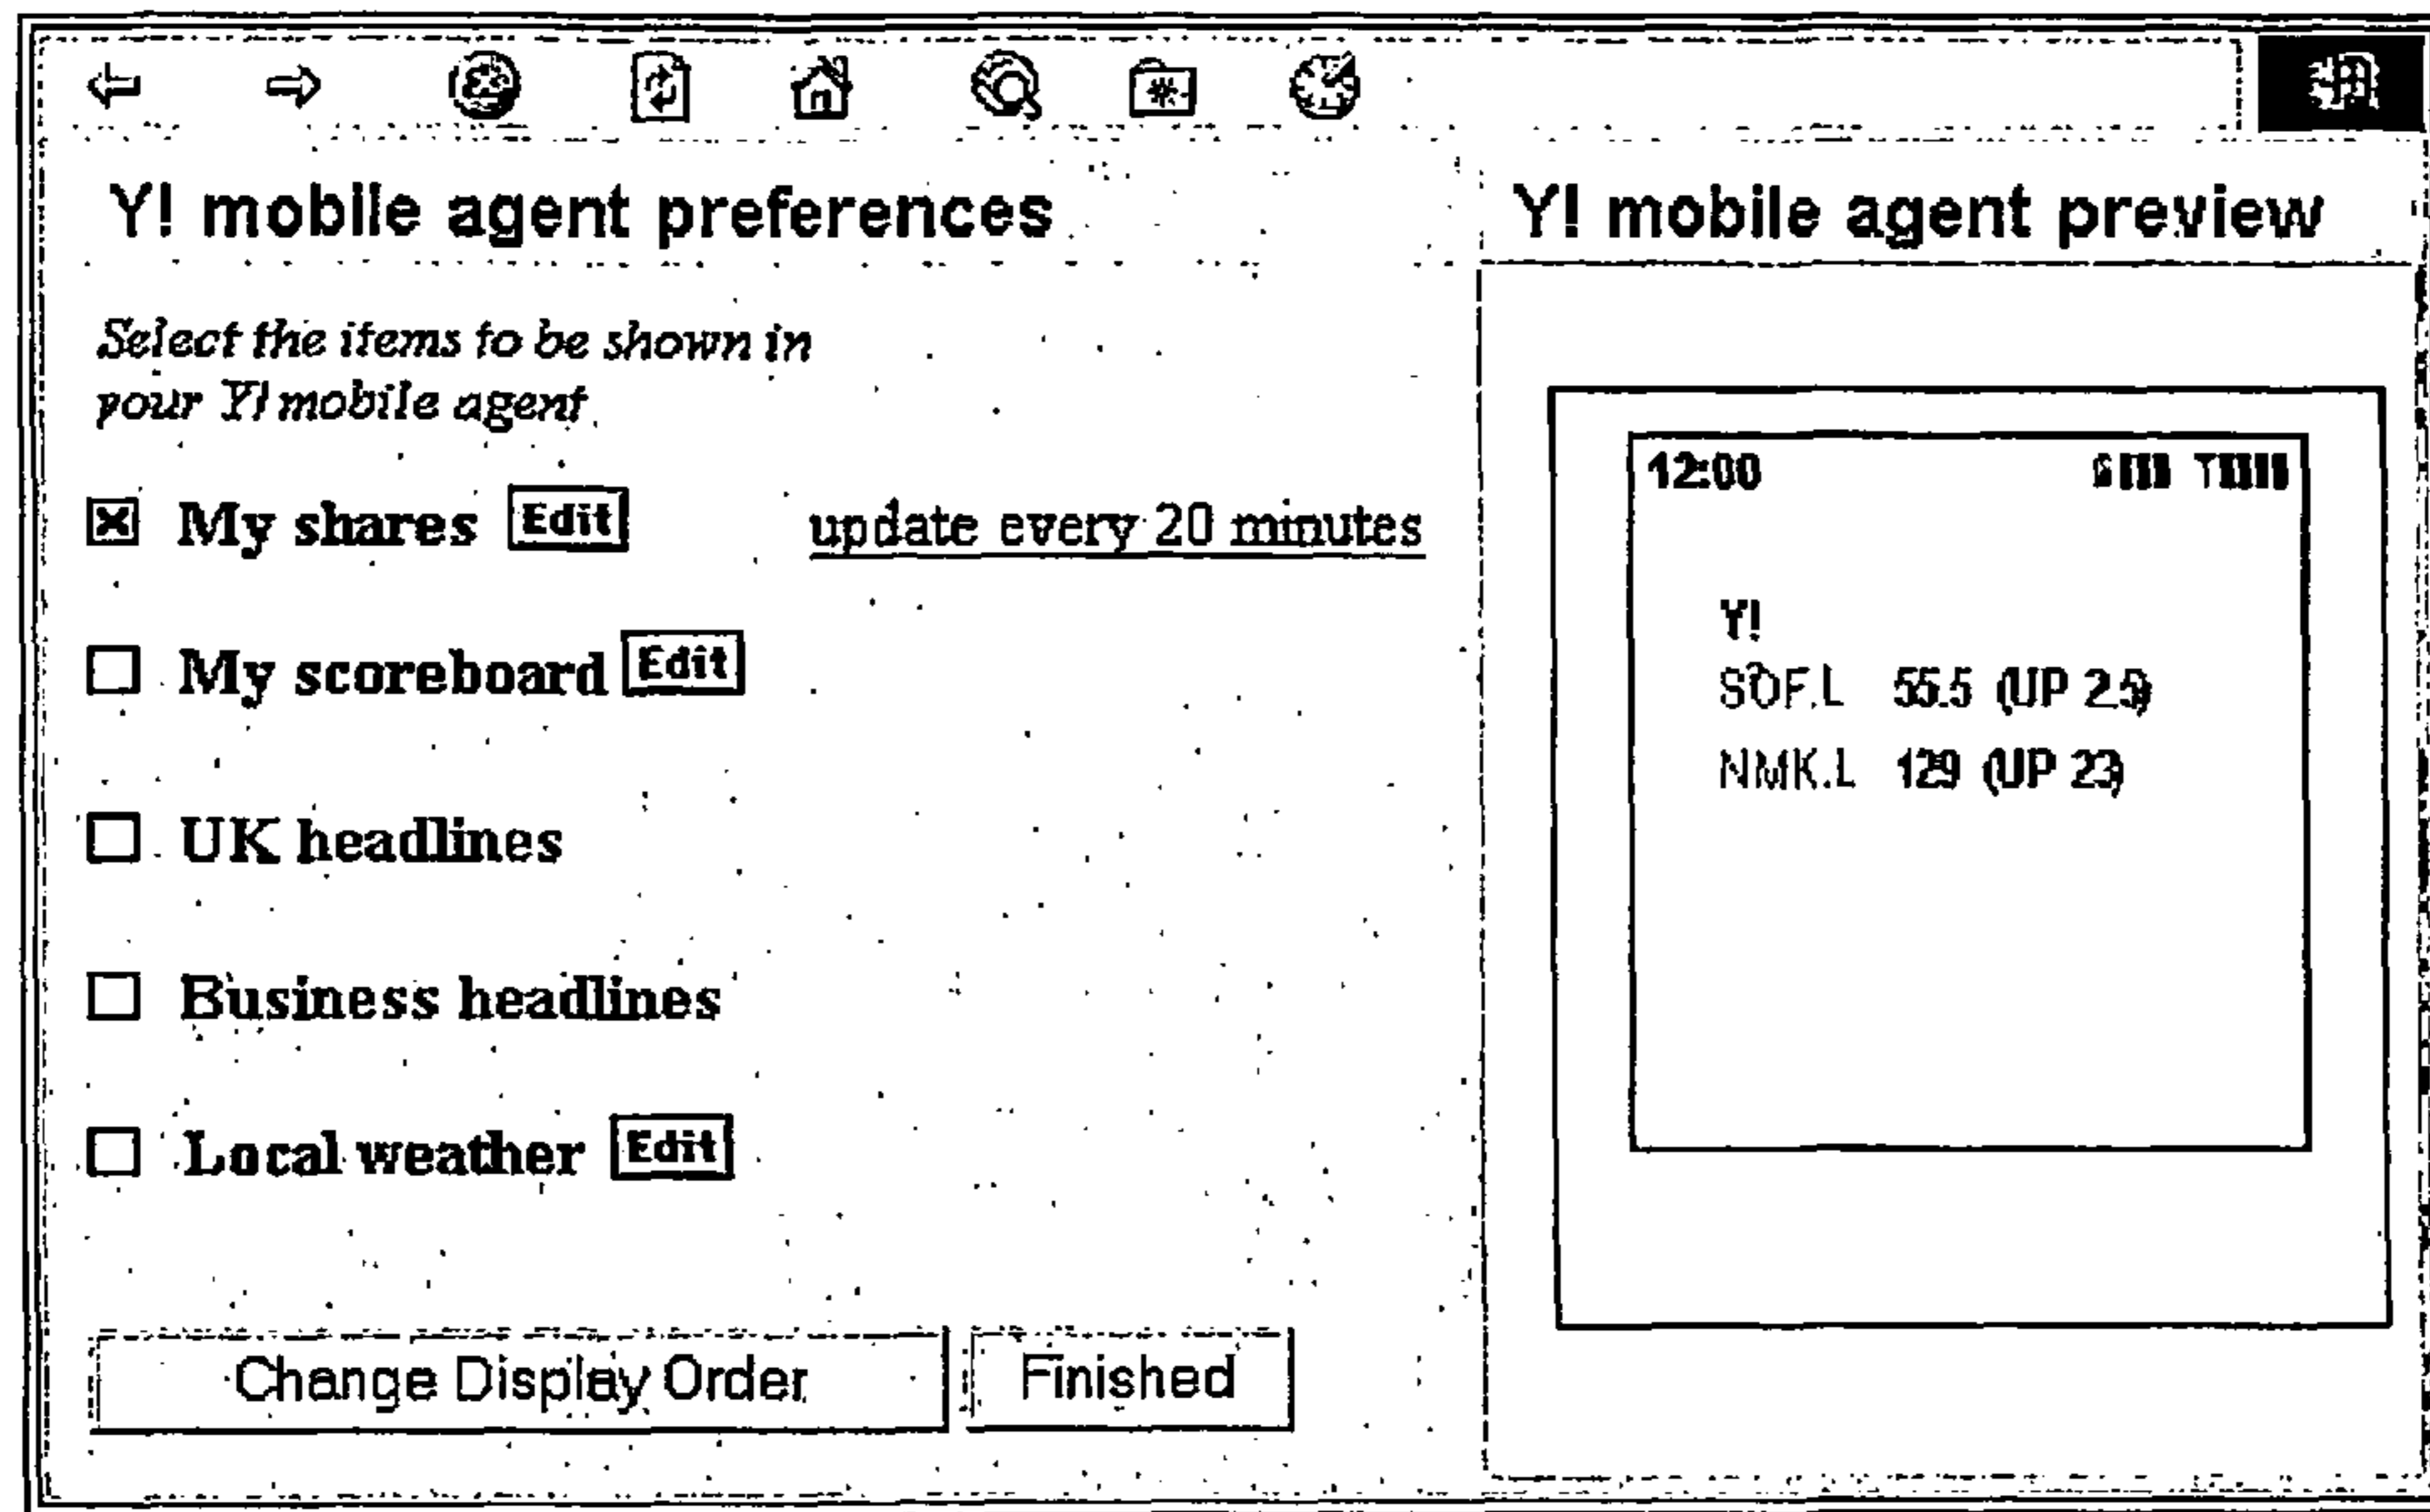 Y! mobile agent preferences
Select the items to be shown in
your Y! mobile agent
My shares Edit update every 20 minutes
My scoreboard Edit
UK headlines
Business headlines
Local weather Edit
Change Display Order Finished
Y! mobile agent preview
12:00
Y!
SOF.L 55.5 (UP 2.5)
NMK.L 129 (UP 23)